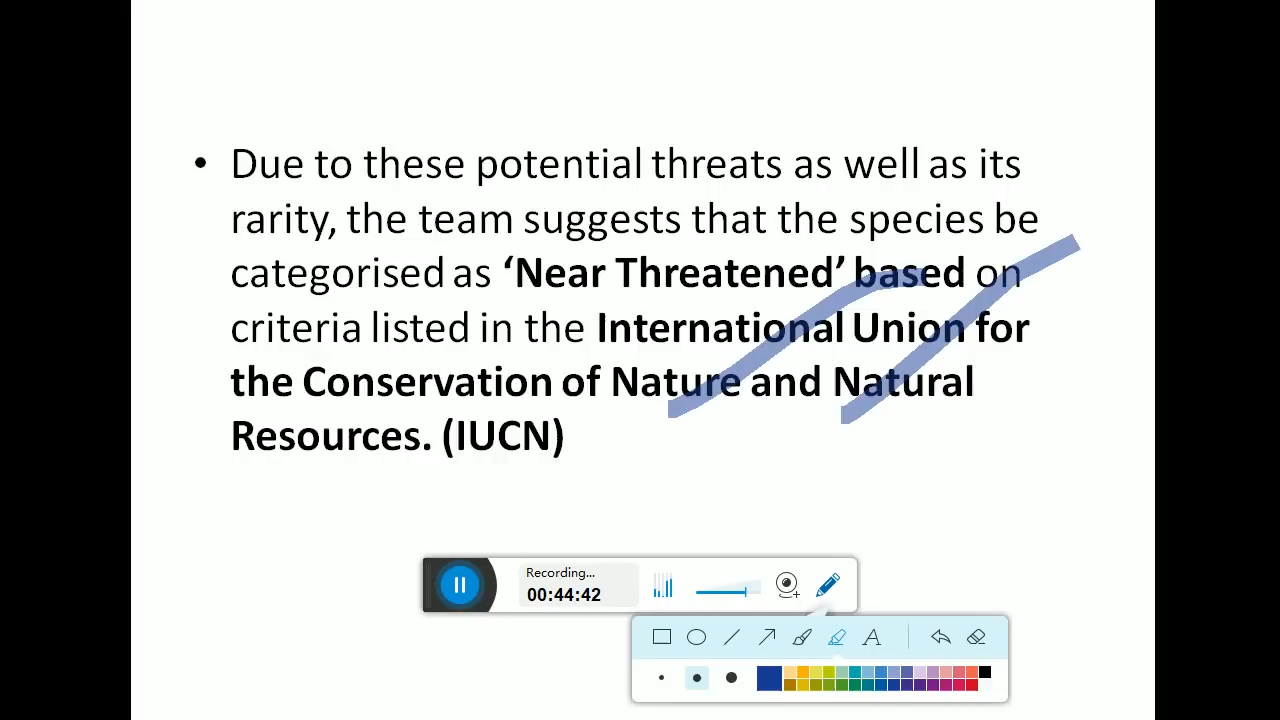 • Due to these potential threats as well as its
rarity, the team suggests that the species be
categorised as ‘Near Threatened’ based on
criteria listed in the International Union for
the Conservation of Nature and Natural
Resources. (IUCN)
Recording...
00:44:42
A